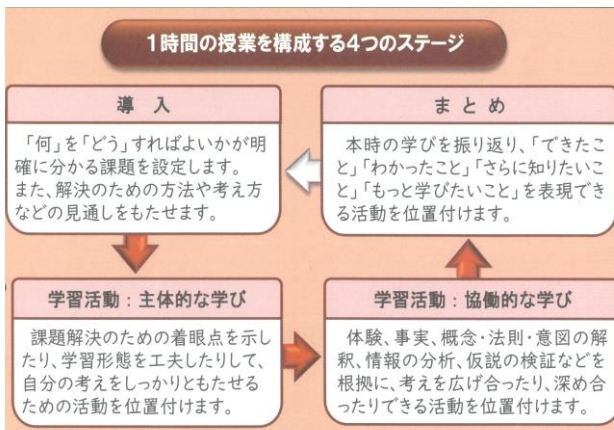 1時間の授業を構成する4つのステージ
導 入
「何」を「どう」すればよいかが明
確に分かる課題を設定します。
また、解決のための方法や考え方
などの見通しをもたせます。
まとめ
本時の学びを振り返り、「できたこ
と」「わかったこと」「さらに知りたいこ
と」「もっと学びたいこと」を表現でき
る活動を位置付けます。
学習活動：主体的な学び
課題解決のための着眼点を示し
たり、学習形態を工夫したりして、
自分の考えをしっかりともたせる
ための活動を位置付けます。
学習活動：協働的な学び
体験、事実、概念・法則・意図の解
釈、情報の分析、仮説の検証などを
根拠に、考えを広げ合ったり、深め合
ったりできる活動を位置付けます。